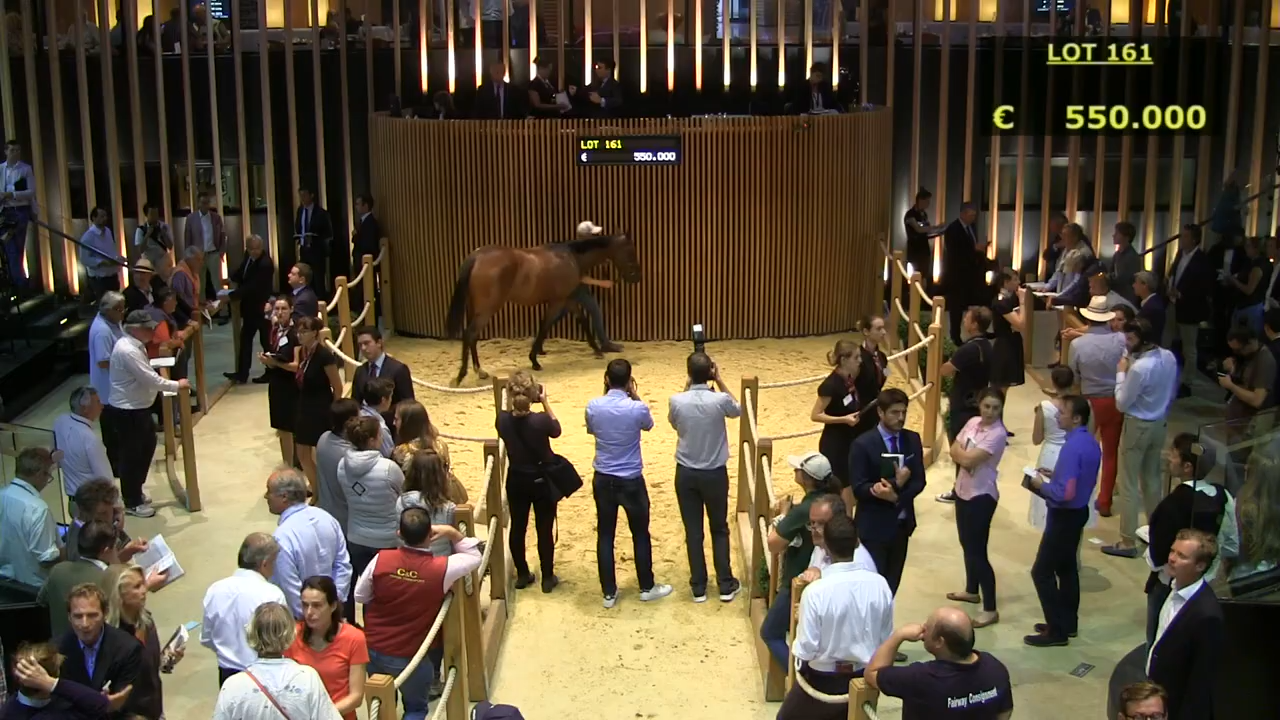 LOT 161
€ 550.000
LOT 161
€ 550.000
C&C
Fairway Consignment